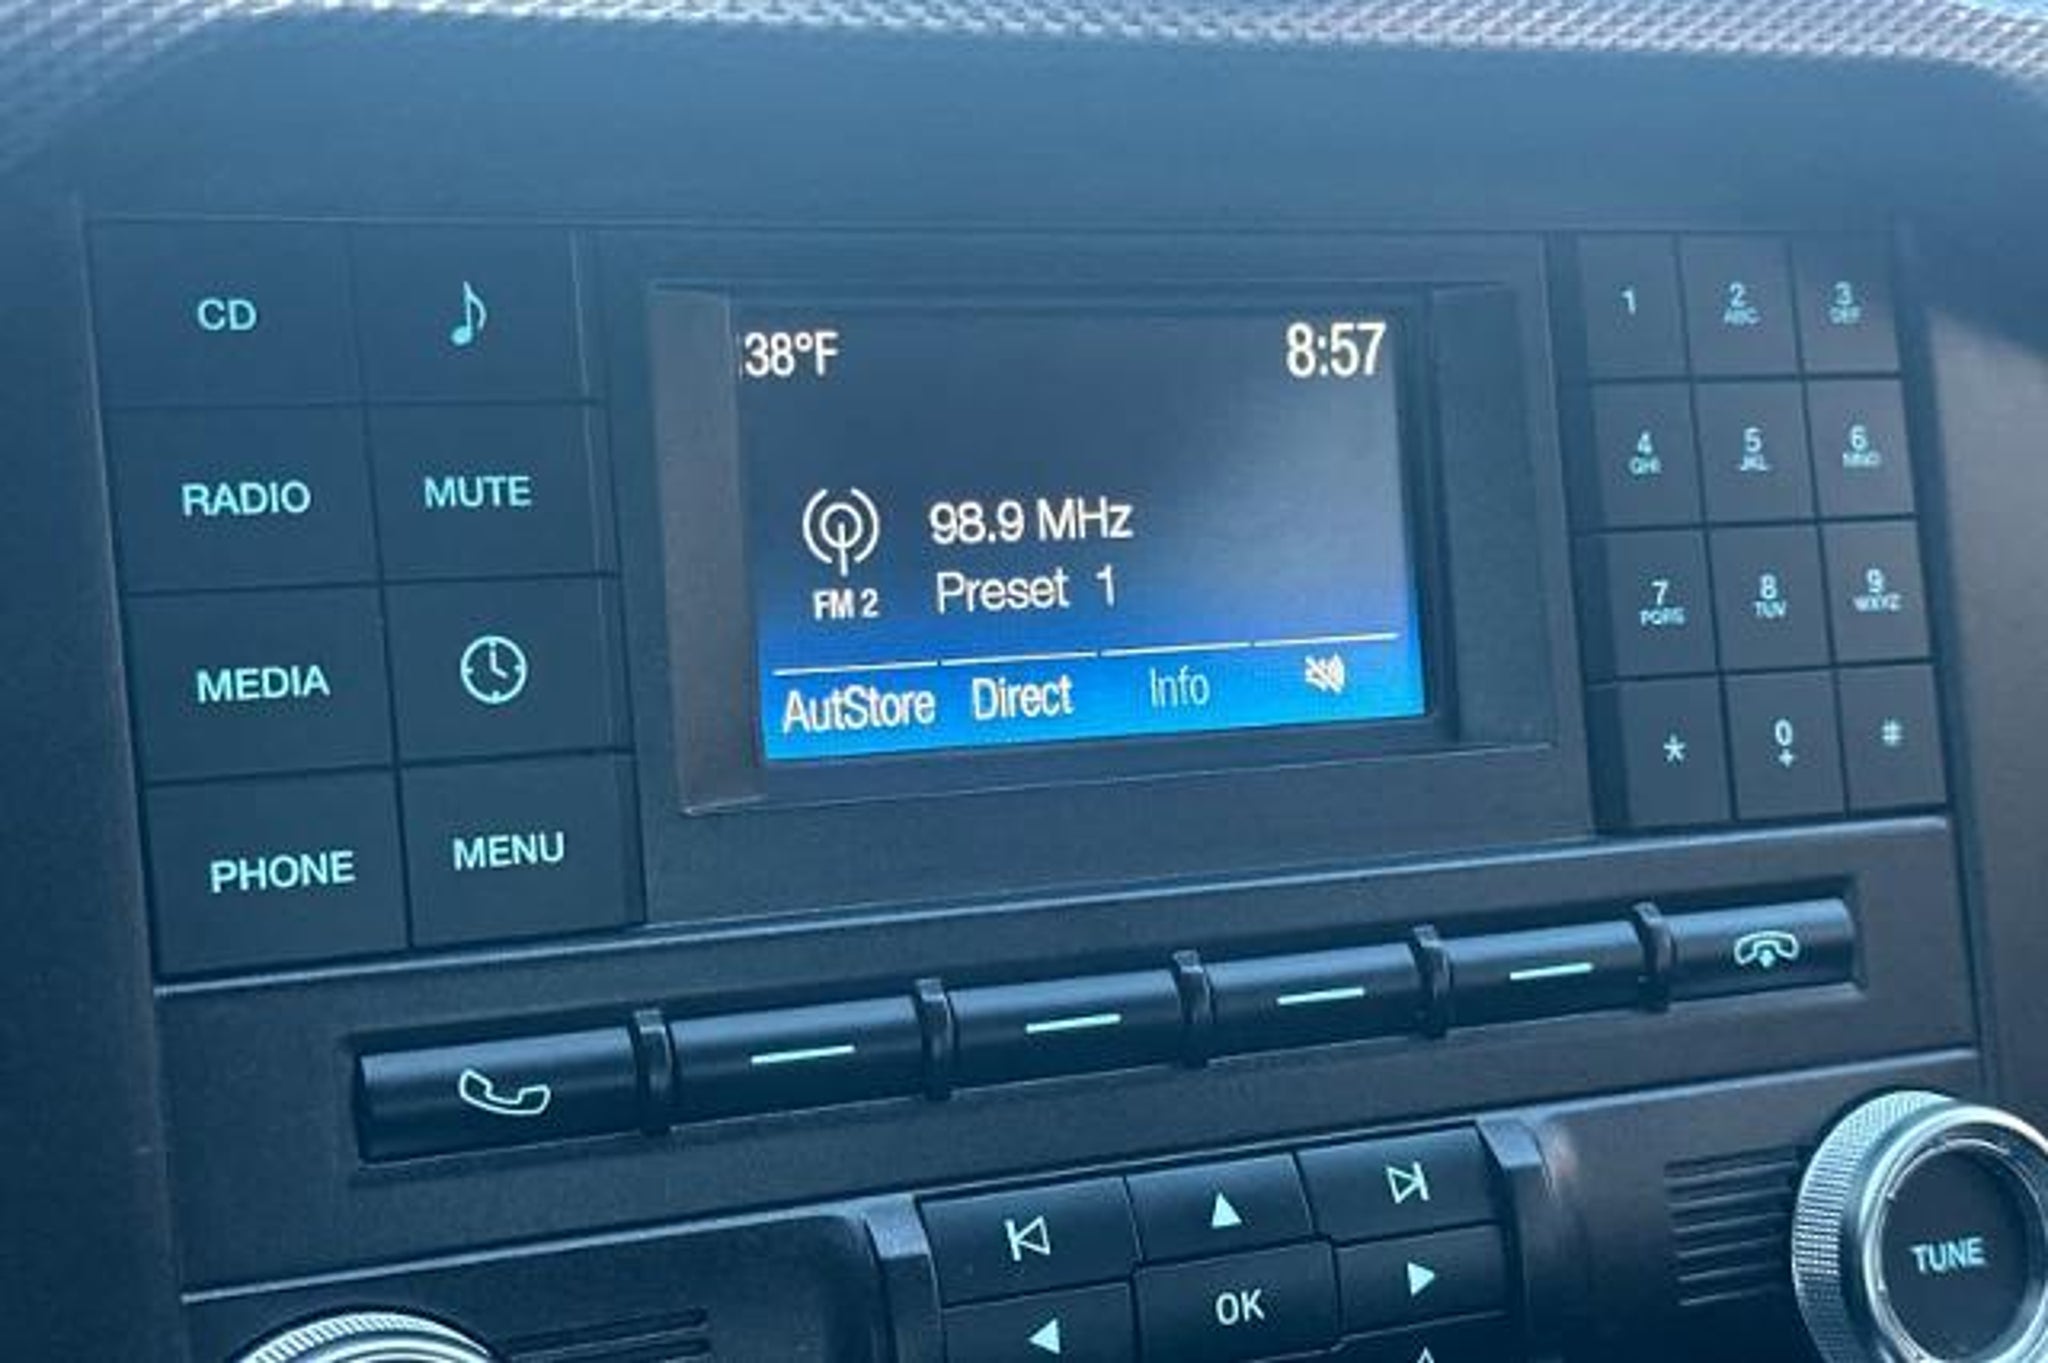 CD
RADIO
MUTE
MEDIA
PHONE
MENU
38°F
8:57
98.9 MHz
FM 2
Preset 1
AutStore
Direct
Info
1
2
ABC
3
DEF
4
GHI
5
JKL
6
MNO
7
PQRS
8
TUV
9
WXYZ
*
0
+
#
OK
TUNE